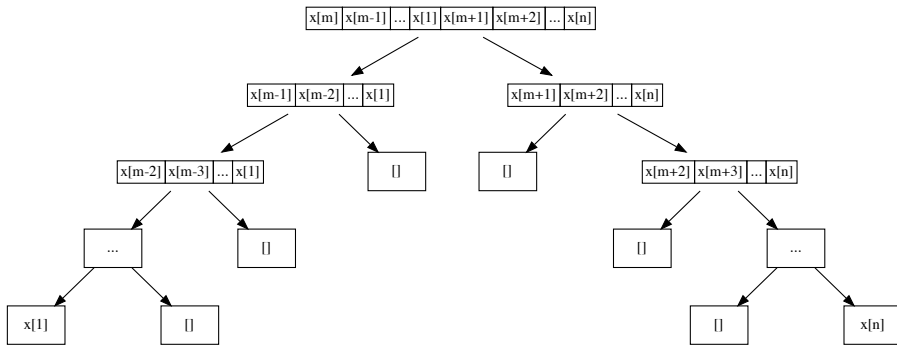 x[m] x[m-1] ... x[1] x[m+1] x[m+2] ... x[n]
x[m-1] x[m-2] ... x[1] x[m+1] x[m+2] ... x[n]
x[m-2] x[m-3] ... x[1] [] [] x[m+2] x[m+3] ... x[n]
... [] [] ...
x[1] [] [] x[n]